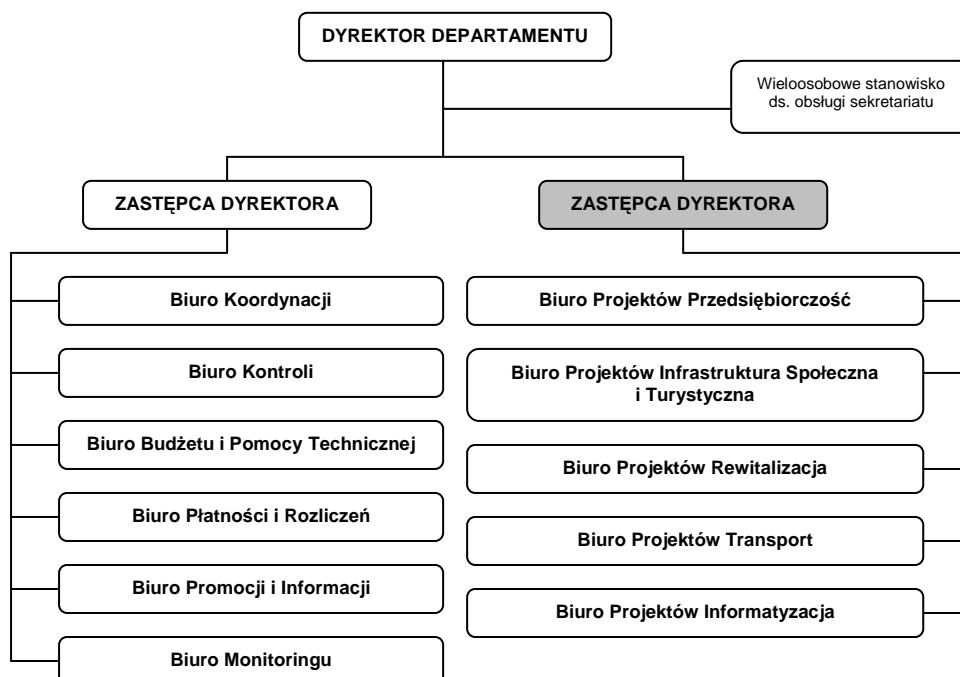 DYREKTOR DEPARTAMENTU
Wieloosobowe stanowisko
ds. obsługi sekretariatu
ZASTĘPCA DYREKTORA
ZASTĘPCA DYREKTORA
Biuro Koordynacji
Biuro Kontroli
Biuro Budżetu i Pomocy Technicznej
Biuro Płatności i Rozliczeń
Biuro Promocji i Informacji
Biuro Monitoringu
Biuro Projektów Przedsiębiorczość
Biuro Projektów Infrastruktura Społeczna
i Turystyczna
Biuro Projektów Rewitalizacja
Biuro Projektów Transport
Biuro Projektów Informatyzacja